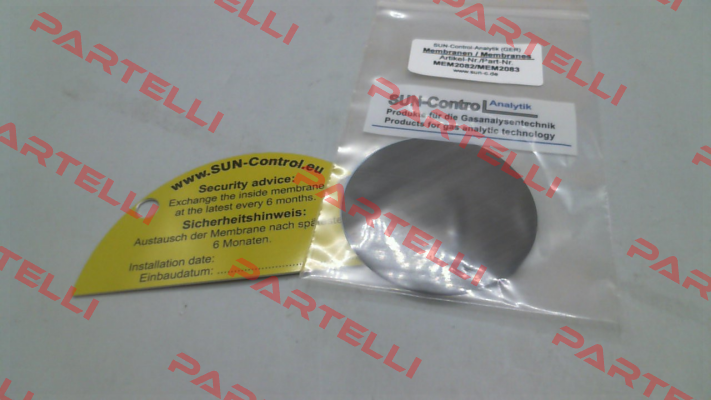 SUN-Control-Analytik (GER)
Membranen / Membranes
Artikel-Nr./Part-Nr.
MEM2082/MEM2083
www.sun-c.de
SUN-Control Analytik
Produkte für die Gasanalysentechnik
Products for gas analytic technology
www.SUN-Control.eu
Security advice:
Exchange the inside membrane
at the latest every 6 months.
Sicherheitshinweis:
Austausch der Membrane nach spä
6 Monaten.
Installation date:
Einbaudatum: ........................
PARTELLI
PARTELLI
PARTELLI
PARTELLI
PARTELLI
PARTELLI
PARTELLI
PARTELLI